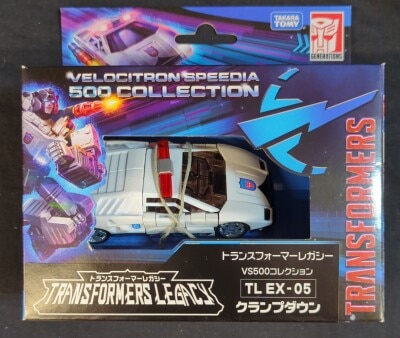 TAKARA
TOMY
GENERATIONS
VELOCITRON SPEEDIA
500 COLLECTION
TRANSFORMERS
トランスフォーマーレガシー
VS500コレクション
TL EX-05
クランプダウン
トランスフォーマーレガシー
TRANSFORMERS LEGACY